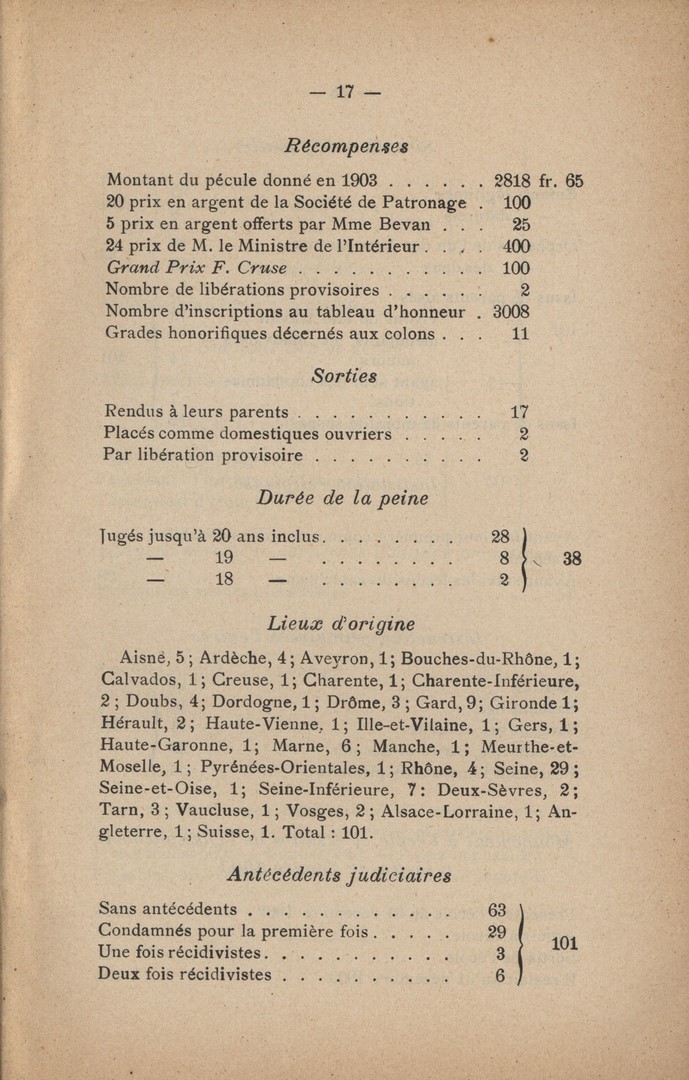 — 17 —
Récompenses
Montant du pécule donné en 1903 . . . . . . 2818 fr. 65
20 prix en argent de la Société de Patronage . 100
5 prix en argent offerts par Mme Bevan . . . 25
24 prix de M. le Ministre de l'Intérieur . . . . 400
Grand Prix F. Cruse . . . . . . . . . . . 100
Nombre de libérations provisoires . . . . . . 2
Nombre d'inscriptions au tableau d'honneur . 3008
Grades honorifiques décernés aux colons . . . 11
Sorties
Rendus à leurs parents . . . . . . . . . . . 17
Placés comme domestiques ouvriers . . . . . 2
Par libération provisoire . . . . . . . . . . 2
Durée de la peine
Jugés jusqu'à 20 ans inclus. . . . . . . . 28
— 19 — . . . . . . . . 8 38
— 18 — . . . . . . . . 2
Lieux d'origine
Aisne, 5 ; Ardèche, 4 ; Aveyron, 1 ; Bouches-du-Rhône, 1 ;
Calvados, 1 ; Creuse, 1 ; Charente, 1 ; Charente-Inférieure,
2 ; Doubs, 4; Dordogne, 1 ; Drôme, 3 ; Gard, 9; Gironde 1;
Hérault, 2 ; Haute-Vienne, 1 ; Ille-et-Vilaine, 1 ; Gers, 1 ;
Haute-Garonne, 1; Marne, 6 ; Manche, 1; Meurthe-et-
Moselle, 1 ; Pyrénées-Orientales, 1 ; Rhône, 4; Seine, 29 ;
Seine-et-Oise, 1; Seine-Inférieure, 7 : Deux-Sèvres, 2 ;
Tarn, 3 ; Vaucluse, 1 ; Vosges, 2 ; Alsace-Lorraine, 1; An-
gleterre, 1 ; Suisse, 1. Total : 101.
Antécédents judiciaires
Sans antécédents . . . . . . . . . . . . 63
Condamnés pour la première fois . . . . . 29
101
Une fois récidivistes. . . . . . . . . . . 3
Deux fois récidivistes . . . . . . . . . . 6